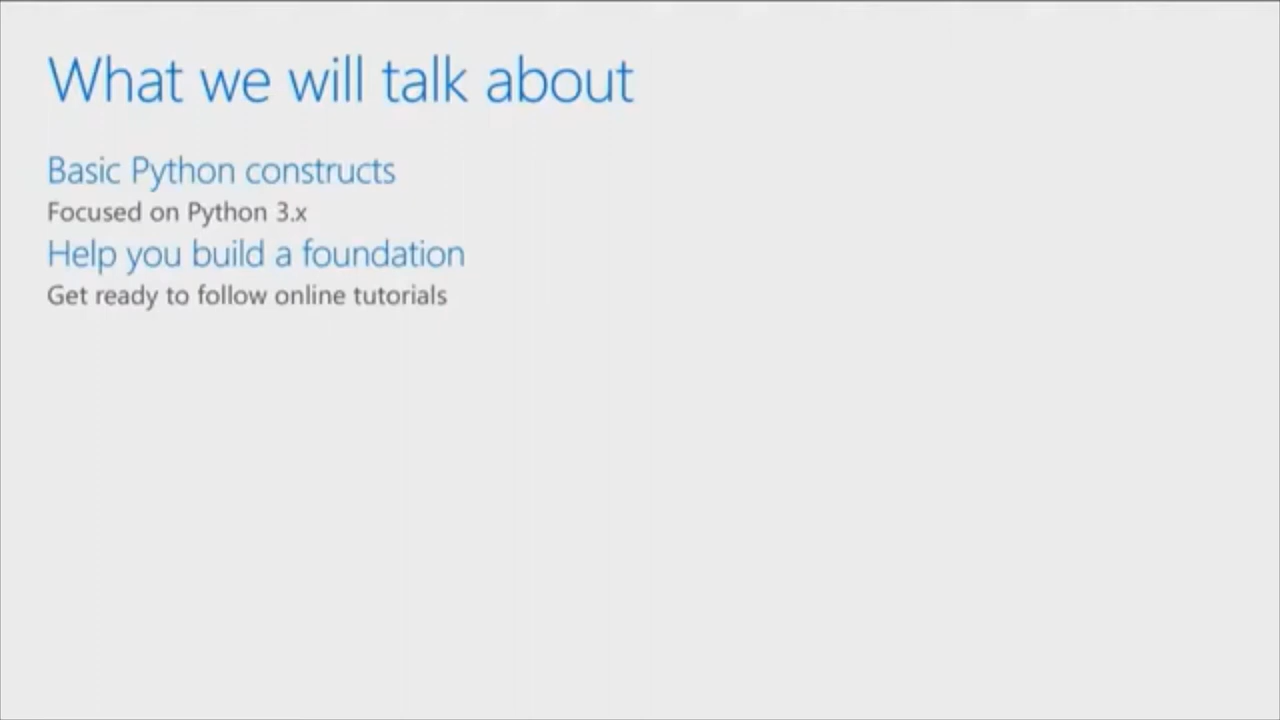 What we will talk about
Basic Python constructs
Focused on Python 3.x
Help you build a foundation
Get ready to follow online tutorials